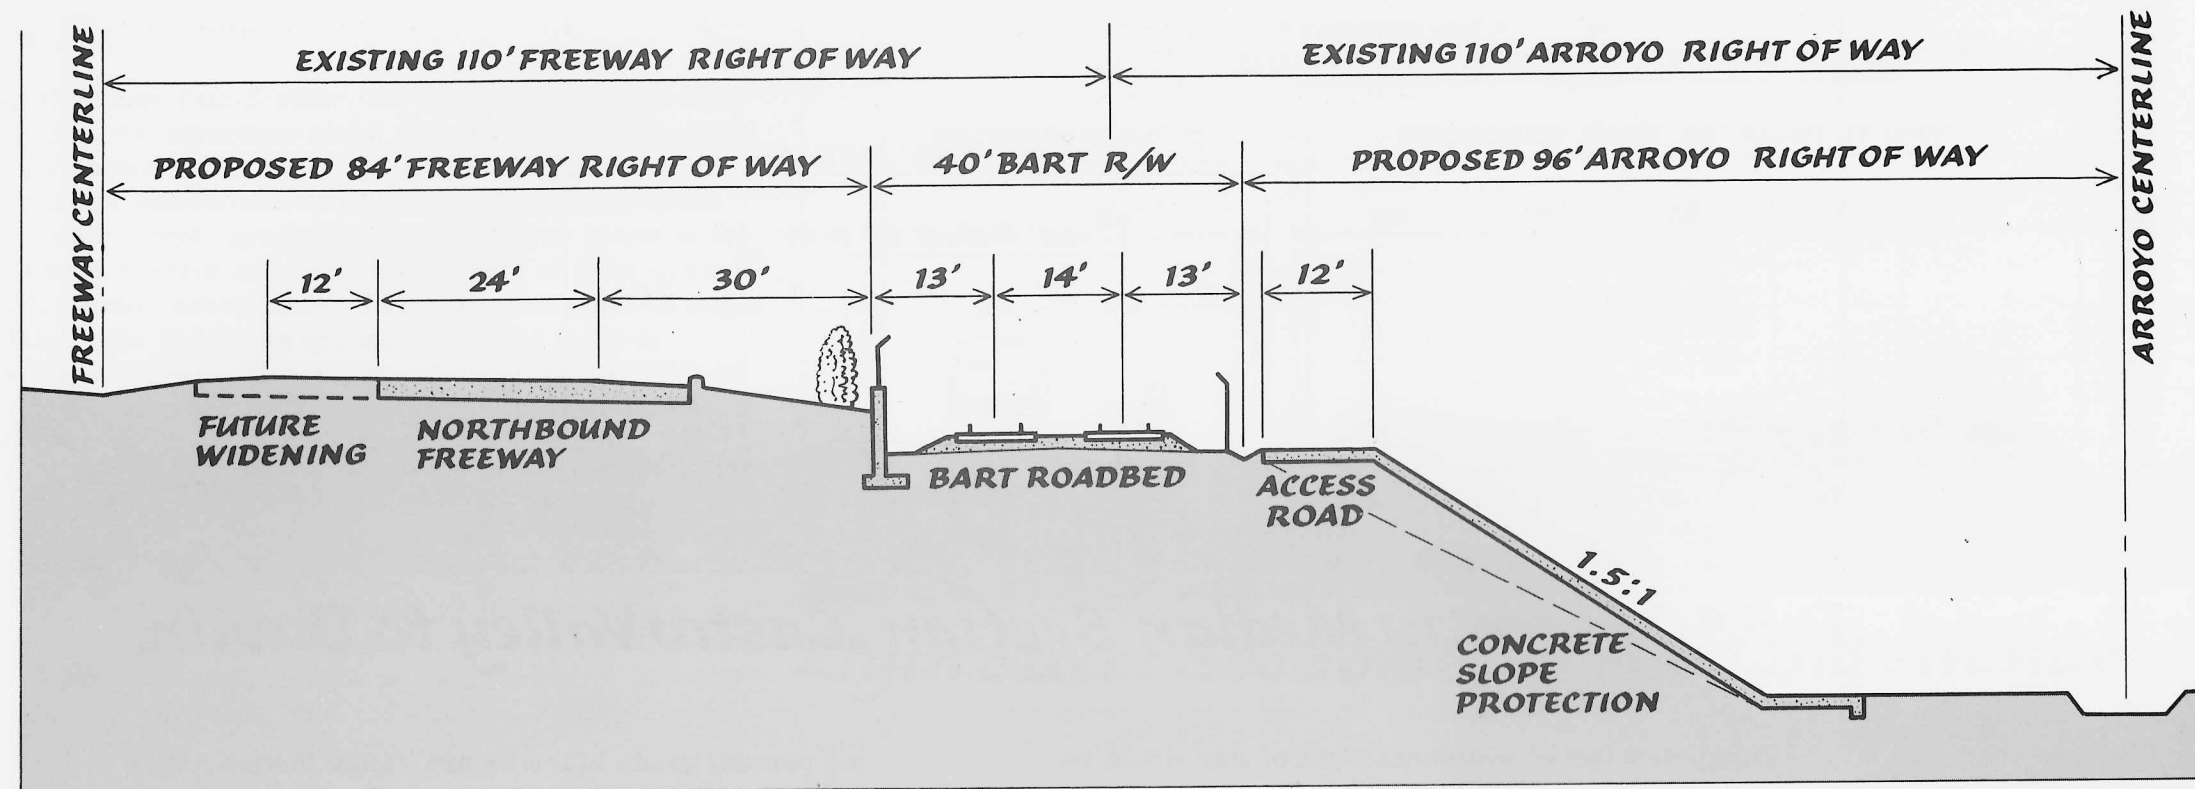 EXISTING 110' FREEWAY RIGHT OF WAY
EXISTING 110' ARROYO RIGHT OF WAY
FREEWAY CENTERLINE
ARROYO CENTERLINE
PROPOSED 84' FREEWAY RIGHT OF WAY
40' BART R/W
PROPOSED 96' ARROYO RIGHT OF WAY
12'
24'
30'
13'
14'
13'
12'
FUTURE
WIDENING
NORTHBOUND
FREEWAY
BART ROADBED
ACCESS
ROAD
1.5:1
CONCRETE
SLOPE
PROTECTION